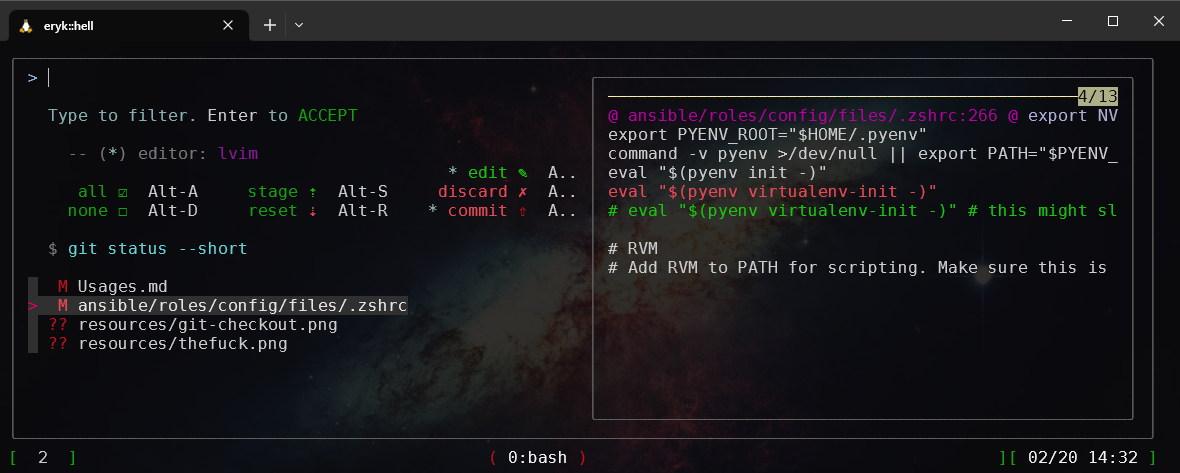 eryk::hell
>
Type to filter. Enter to ACCEPT
-- (*) editor: lvim
* edit ✎ A..
all ☑ Alt-A stage ⇡ Alt-S discard ✗ A..
none ☐ Alt-D reset ⇣ Alt-R * commit ⇧ A..
$ git status --short
M Usages.md
> M ansible/roles/config/files/.zshrc
?? resources/git-checkout.png
?? resources/thefuck.png
4/13
@ ansible/roles/config/files/.zshrc:266 @ export NV
export PYENV_ROOT="$HOME/.pyenv"
command -v pyenv >/dev/null || export PATH="$PYENV_
eval "$(pyenv init -)"
eval "$(pyenv virtualenv-init -)"
# eval "$(pyenv virtualenv-init -)" # this might sl
# RVM
# Add RVM to PATH for scripting. Make sure this is
[ 2 ] ( 0:bash ) ][ 02/20 14:32 ]